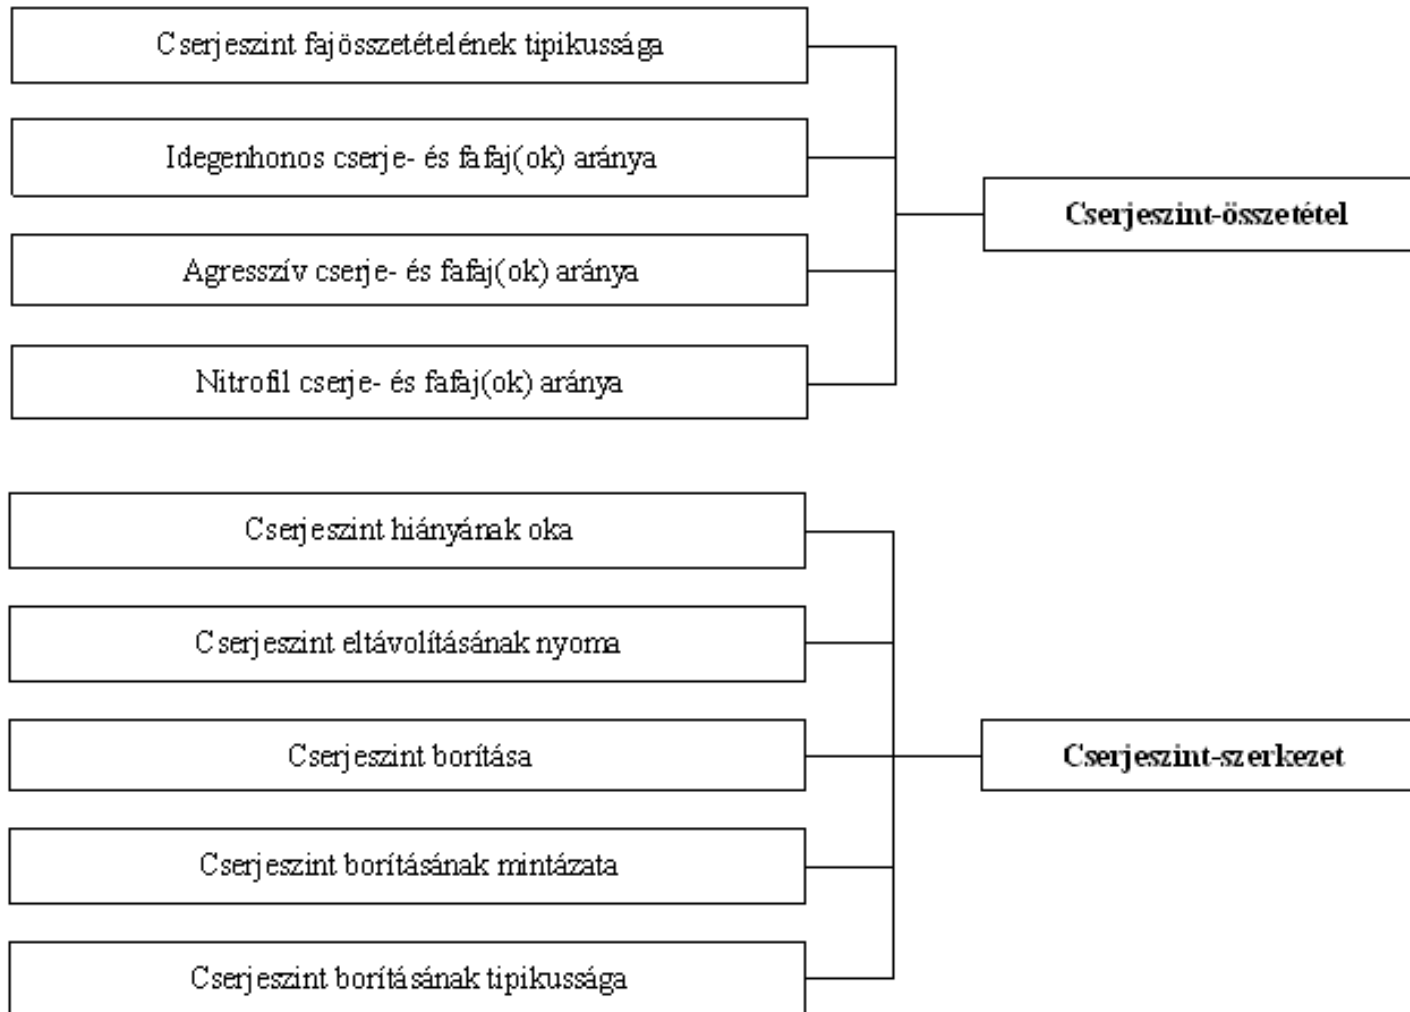 Cserjeszint fajösszetételének tipikussága
Idegenhonos cserje- és fafaj(ok) aránya
Agresszív cserje- és fafaj(ok) aránya
Nitrofil cserje- és fafaj(ok) aránya
Cserjeszint-összetétel
Cserjeszint hiányának oka
Cserjeszint eltávolításának nyoma
Cserjeszint borítása
Cserjeszint borításának mintázata
Cserjeszint borításának tipikussága
Cserjeszint-szerkezet